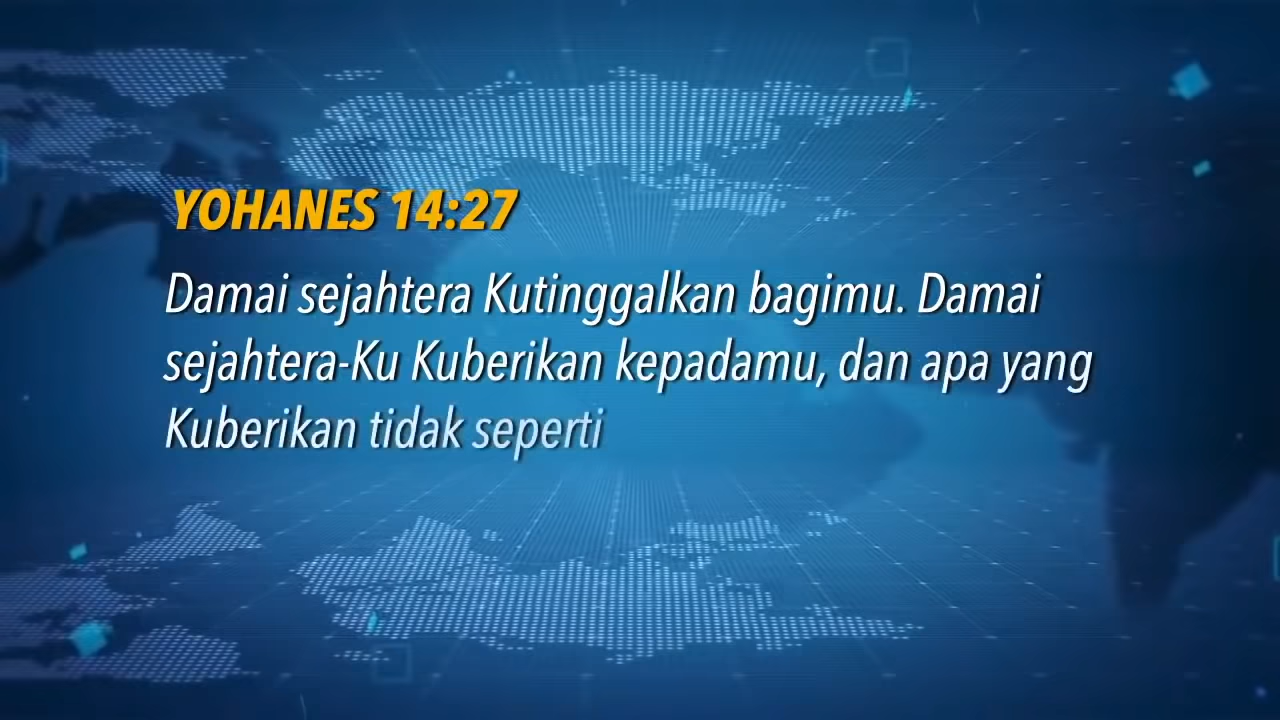 YOHANES 14:27
Damai sejahtera Kutinggalkan bagimu. Damai
sejahtera-Ku Kuberikan kepadamu, dan apa yang
Kuberikan tidak seperti